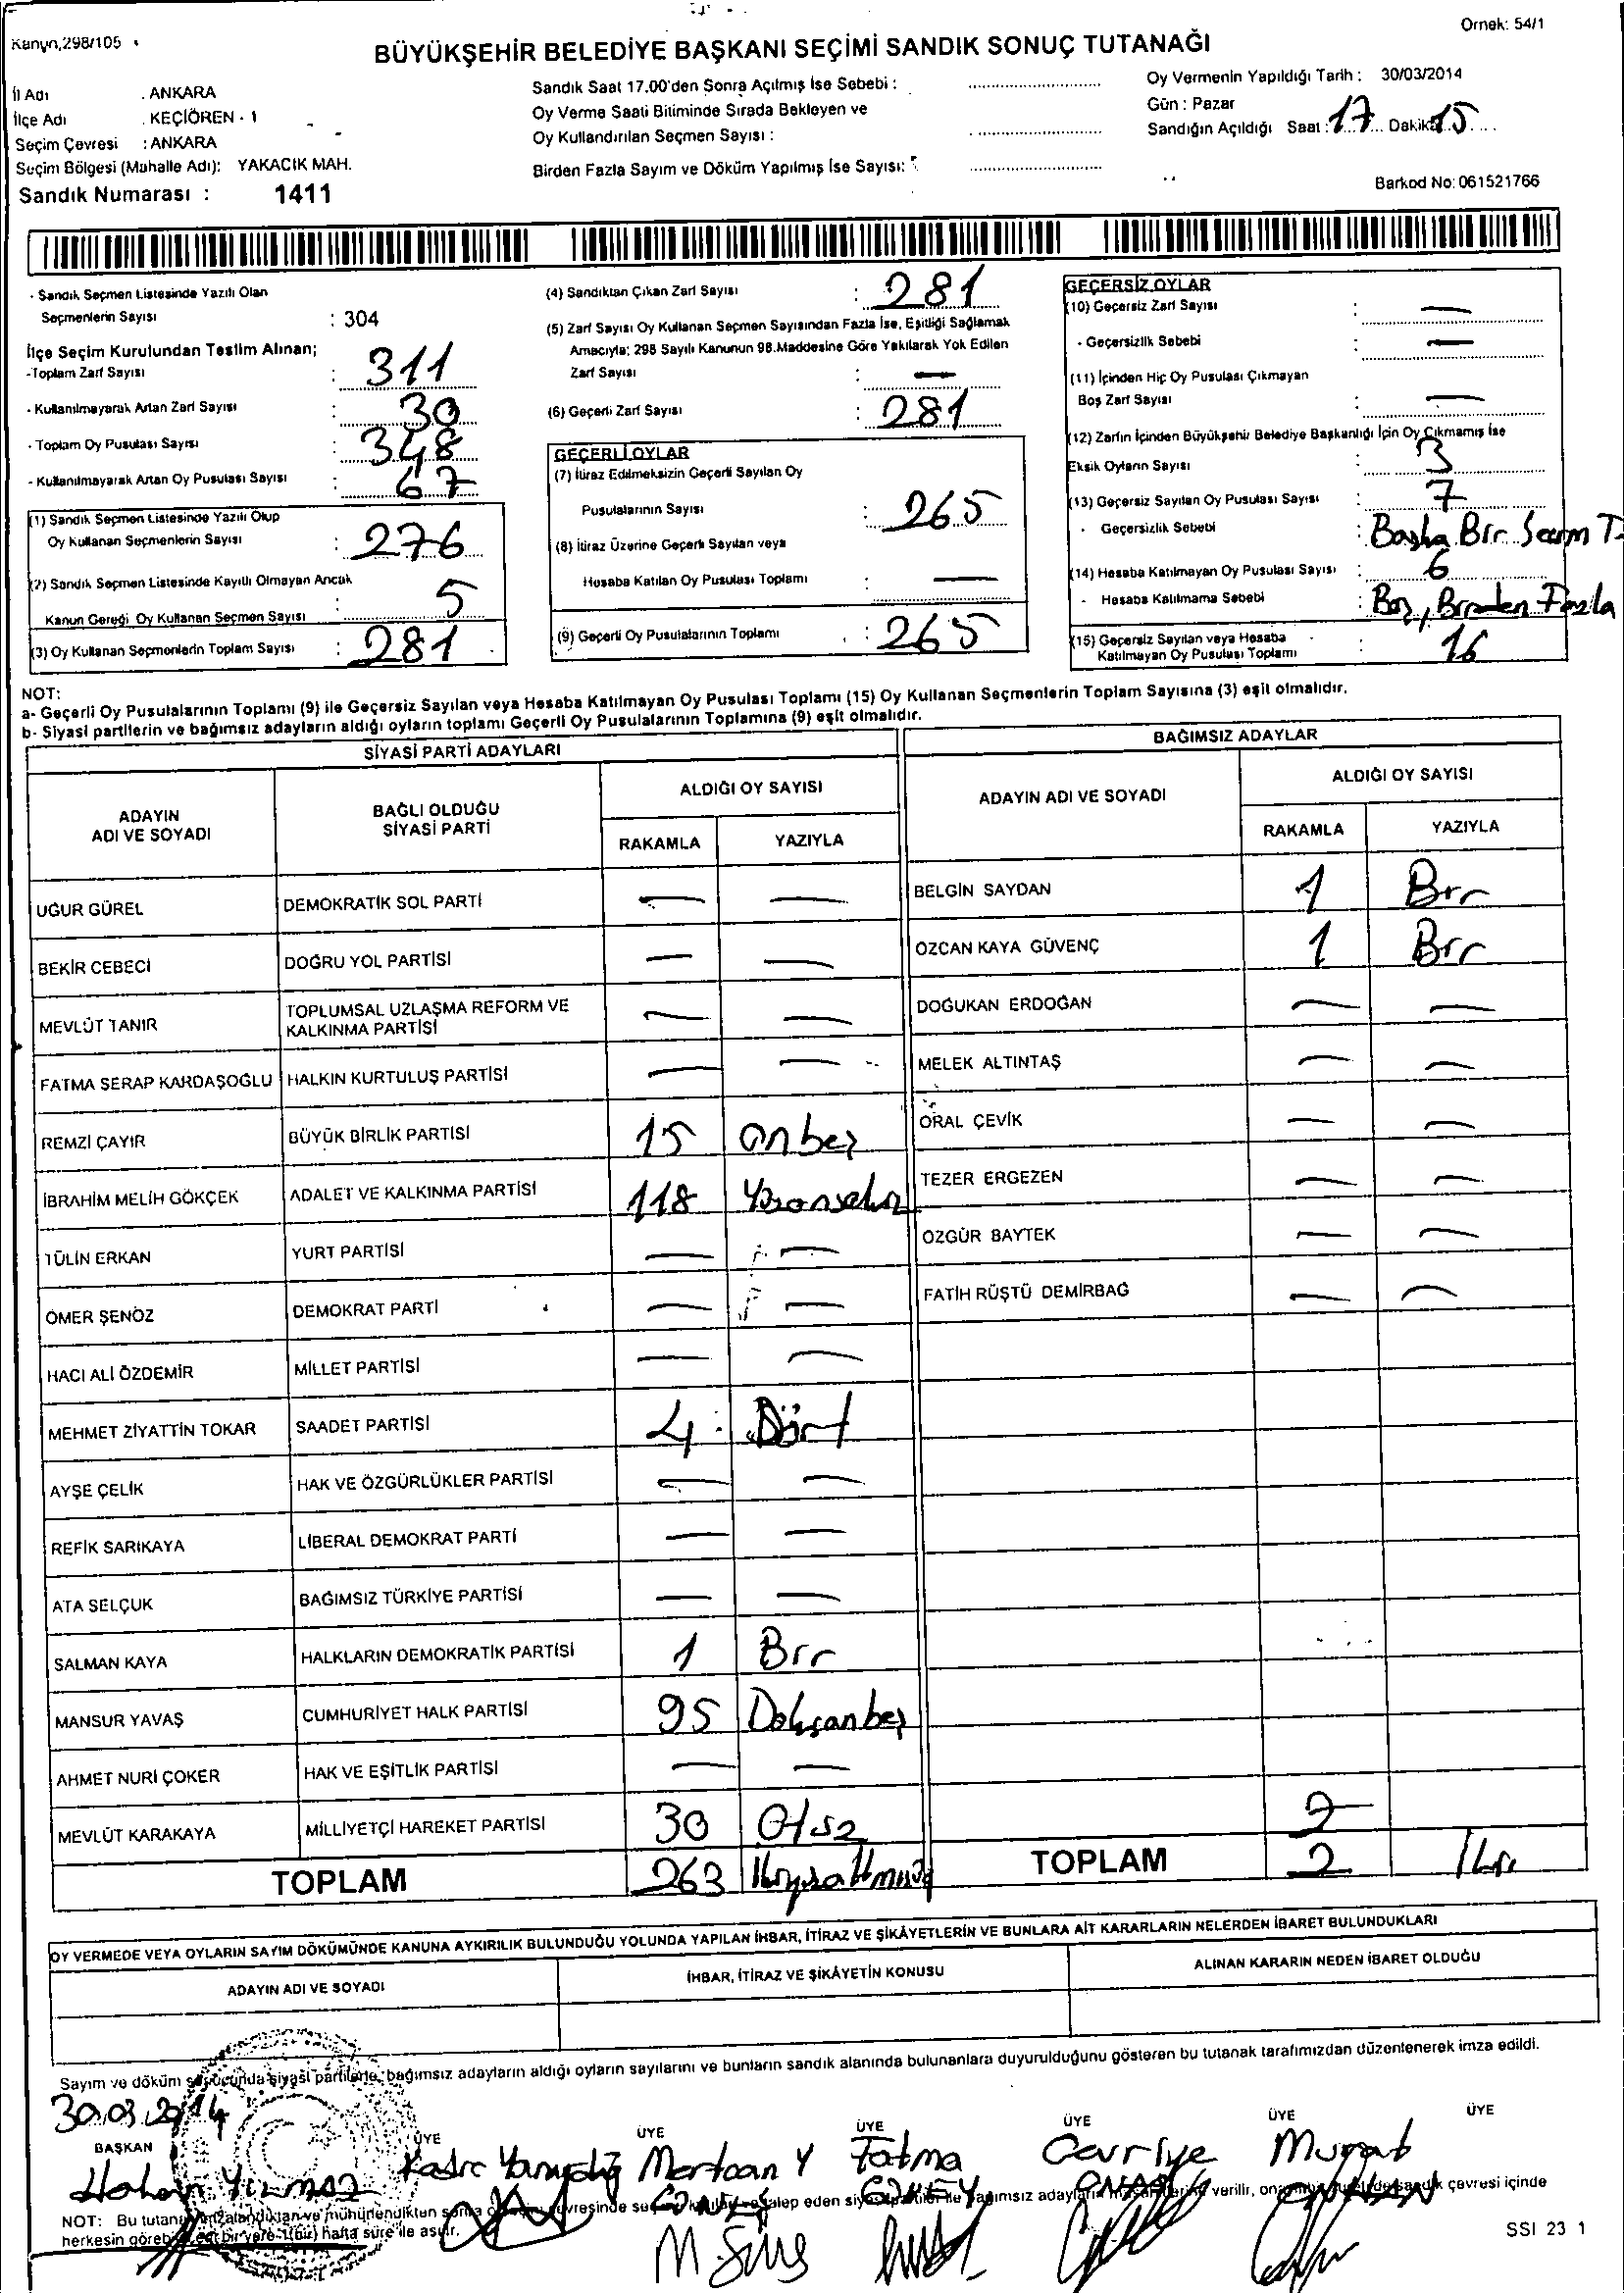 Kanun,298/105
Örnek: 54/1
BÜYÜKŞEHİR BELEDİYE BAŞKANI SEÇİMİ SANDIK SONUÇ TUTANAĞI
İl Adı : ANKARA
İlçe Adı : KEÇİÖREN - 1
Seçim Çevresi : ANKARA
Seçim Bölgesi (Mahalle Adı): YAKACIK MAH.
Sandık Numarası : 1411
Sandık Saat 17.00'den Sonra Açılmış İse Sebebi :
Oy Verme Saati Bitiminde Sırada Bekleyen ve
Oy Kullandırılan Seçmen Sayısı :
Birden Fazla Sayım ve Döküm Yapılmış İse Sayısı:
Oy Vermenin Yapıldığı Tarih : 30/03/2014
Gün : Pazar
Sandığın Açıldığı Saat : 17 Dakika 15
Barkod No: 061521766
- Sandık Seçmen Listesinde Yazılı Olan
Seçmenlerin Sayısı : 304
İlçe Seçim Kurulundan Teslim Alınan;
-Toplam Zarf Sayısı : 311
- Kullanılmayarak Artan Zarf Sayısı : 30
- Toplam Oy Pusulası Sayısı : 348
- Kullanılmayarak Artan Oy Pusulası Sayısı : 67
(1) Sandık Seçmen Listesinde Yazılı Olup
Oy Kullanan Seçmenlerin Sayısı : 276
(2) Sandık Seçmen Listesinde Kayıtlı Olmayan Ancak
Kanun Gereği Oy Kullanan Seçmen Sayısı : 5
(3) Oy Kullanan Seçmenlerin Toplam Sayısı : 281
(4) Sandıktan Çıkan Zarf Sayısı : 281
(5) Zarf Sayısı Oy Kullanan Seçmen Sayısından Fazla İse, Eşitliği Sağlamak
Amacıyla; 298 Sayılı Kanunun 98.Maddesine Göre Yakılarak Yok Edilen
Zarf Sayısı : —
(6) Geçerli Zarf Sayısı : 281
GEÇERLİ OYLAR
(7) İtiraz Edilmeksizin Geçerli Sayılan Oy
Pusulalarının Sayısı : 265
(8) İtiraz Üzerine Geçerli Sayılan veya
Hesaba Katılan Oy Pusulası Toplamı : —
(9) Geçerli Oy Pusulalarının Toplamı : 265
GEÇERSİZ OYLAR
(10) Geçersiz Zarf Sayısı : —
- Geçersizlik Sebebi : —
(11) İçinden Hiç Oy Pusulası Çıkmayan
Boş Zarf Sayısı : —
(12) Zarfın İçinden Büyükşehir Belediye Başkanlığı İçin Oy Çıkmamış İse
Eksik Oyların Sayısı : 3
(13) Geçersiz Sayılan Oy Pusulası Sayısı : 7
- Geçersizlik Sebebi : Başka Bir Seçim T.
(14) Hesaba Katılmayan Oy Pusulası Sayısı : 6
- Hesaba Katılmama Sebebi : Boş, Birden Fazla
(15) Geçersiz Sayılan veya Hesaba
Katılmayan Oy Pusulası Toplamı : 16
NOT:
a- Geçerli Oy Pusulalarının Toplamı (9) ile Geçersiz Sayılan veya Hesaba Katılmayan Oy Pusulası Toplamı (15) Oy Kullanan Seçmenlerin Toplam Sayısına (3) eşit olmalıdır.
b- Siyasi partilerin ve bağımsız adayların aldığı oyların toplamı Geçerli Oy Pusulalarının Toplamına (9) eşit olmalıdır.
SİYASİ PARTİ ADAYLARI
ADAYIN
ADI VE SOYADI
BAĞLI OLDUĞU
SİYASİ PARTİ
ALDIĞI OY SAYISI
RAKAMLA YAZIYLA
UĞUR GÜREL DEMOKRATİK SOL PARTİ — —
BEKİR CEBECİ DOĞRU YOL PARTİSİ — —
MEVLÜT TANIR TOPLUMSAL UZLAŞMA REFORM VE
KALKINMA PARTİSİ — —
FATMA SERAP KARDAŞOĞLU HALKIN KURTULUŞ PARTİSİ — —
REMZİ ÇAYIR BÜYÜK BİRLİK PARTİSİ 15 Onbeş
İBRAHİM MELİH GÖKÇEK ADALET VE KALKINMA PARTİSİ 118 Yüzonsekiz
TÜLİN ERKAN YURT PARTİSİ — —
ÖMER ŞENÖZ DEMOKRAT PARTİ — —
HACI ALİ ÖZDEMİR MİLLET PARTİSİ — —
MEHMET ZİYATTİN TOKAR SAADET PARTİSİ 4 Dört
AYŞE ÇELİK HAK VE ÖZGÜRLÜKLER PARTİSİ — —
REFİK SARIKAYA LİBERAL DEMOKRAT PARTİ — —
ATA SELÇUK BAĞIMSIZ TÜRKİYE PARTİSİ — —
SALMAN KAYA HALKLARIN DEMOKRATİK PARTİSİ 1 Bir
MANSUR YAVAŞ CUMHURİYET HALK PARTİSİ 95 Doksanbeş
AHMET NURİ ÇOKER HAK VE EŞİTLİK PARTİSİ — —
MEVLÜT KARAKAYA MİLLİYETÇİ HAREKET PARTİSİ 30 Otuz
TOPLAM 263
BAĞIMSIZ ADAYLAR
ADAYIN ADI VE SOYADI
ALDIĞI OY SAYISI
RAKAMLA YAZIYLA
BELGİN SAYDAN 1 Bir
ÖZCAN KAYA GÜVENÇ 1 Bir
DOĞUKAN ERDOĞAN — —
MELEK ALTINTAŞ — —
ORAL ÇEVİK — —
TEZER ERGEZEN — —
ÖZGÜR BAYTEK — —
FATİH RÜŞTÜ DEMİRBAĞ — —
2
TOPLAM 2 İki
OY VERMEDE VEYA OYLARIN SAYIM DÖKÜMÜNDE KANUNA AYKIRILIK BULUNDUĞU YOLUNDA YAPILAN İHBAR, İTİRAZ VE ŞİKÂYETLERİN VE BUNLARA AİT KARARLARIN NELERDEN İBARET BULUNDUKLARI
ADAYIN ADI VE SOYADI
İHBAR, İTİRAZ VE ŞİKÂYETİN KONUSU
ALINAN KARARIN NEDEN İBARET OLDUĞU
Sayım ve döküm sonucunda siyasi partilerle, bağımsız adayların aldığı oyların sayılarını ve bunların sandık alanında bulunanlara duyurulduğunu gösteren bu tutanak tarafımızdan düzenlenerek imza edildi.
30.03.2014
BAŞKAN ÜYE ÜYE ÜYE ÜYE ÜYE ÜYE
Hakan Yılmaz Kadir Mertcan Y Fatma Cevriye Murat
GÜNEŞ GÖKEY
NOT: Bu tutanak imzalandıktan ve mühürlendikten sonra çevresinde talep eden siyasi partiler ile bağımsız adayların verilir, sandık çevresi içinde
herkesin görebileceği bir yere 1(bir) hafta süre ile asılır.
M. Güneş
SSI 23 1